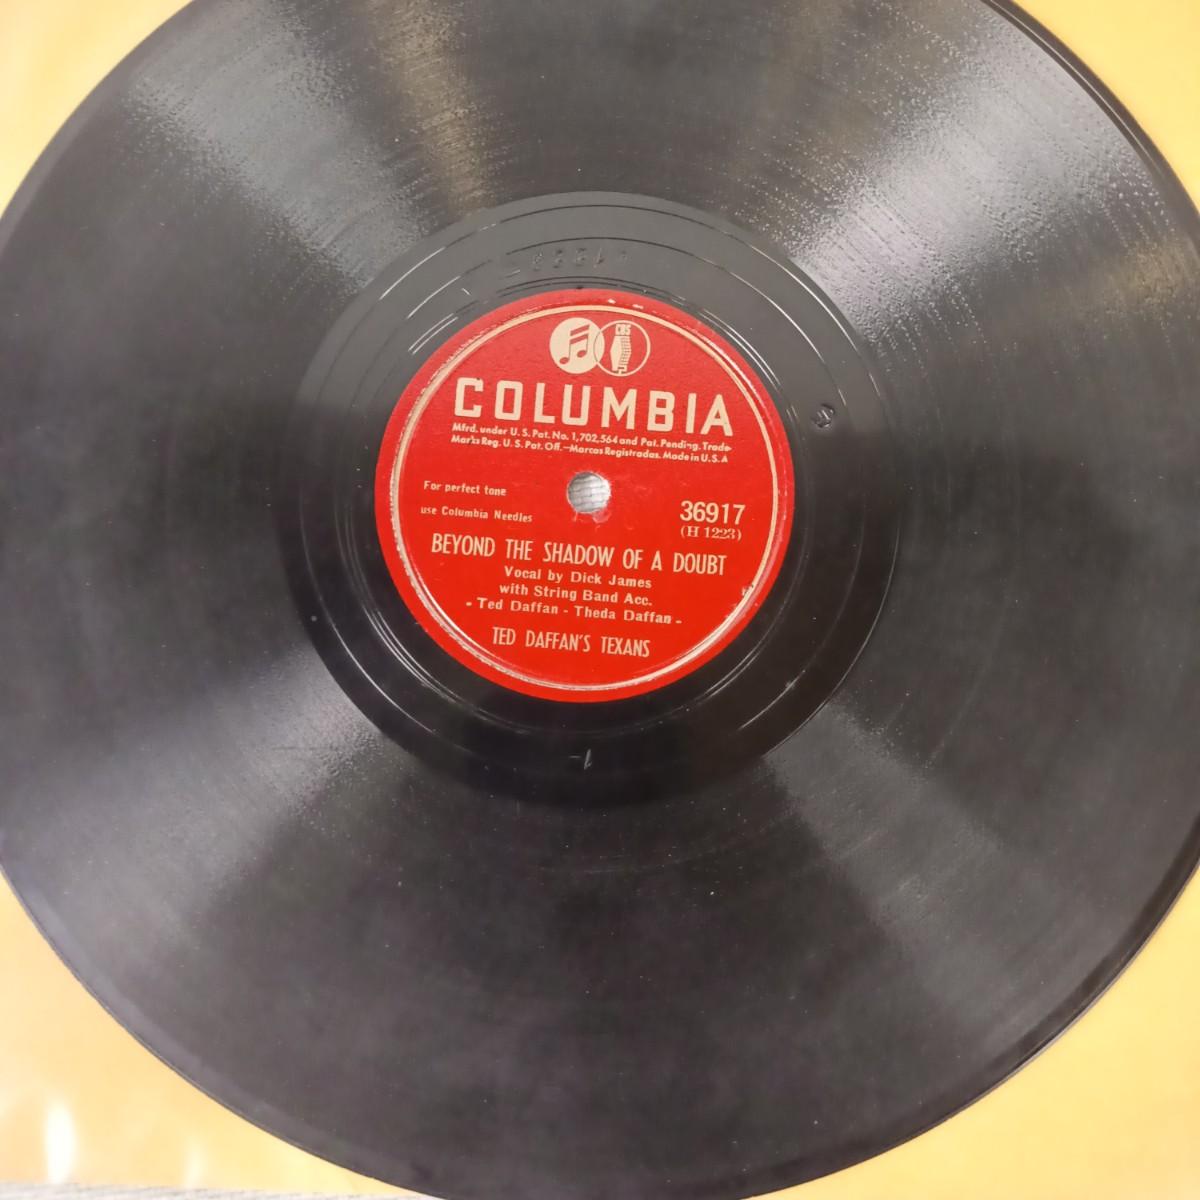 CBS
COLUMBIA
Mfrd. under U. S. Pat. No. 1,702,564 and Pat. Pending. Trade-
Marks Reg. U. S. Pat. Off.—Marcas Registradas. Made in U. S. A
For perfect tone
use Columbia Needles
36917
(H 1223)
BEYOND THE SHADOW OF A DOUBT
Vocal by Dick James
with String Band Acc.
- Ted Daffan - Theda Daffan -
TED DAFFAN'S TEXANS